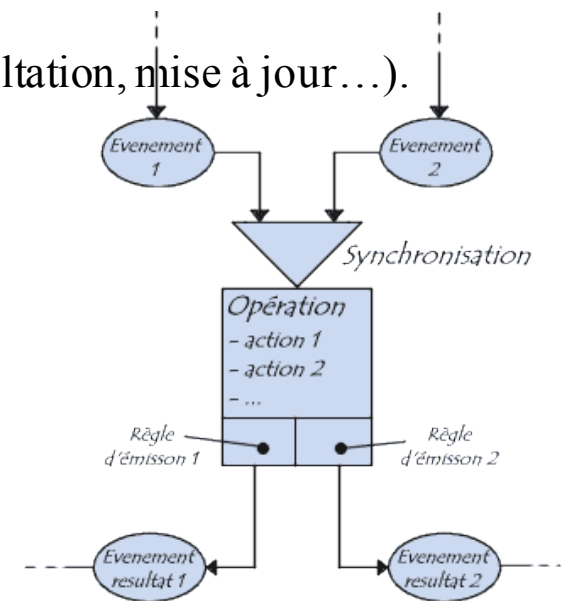 ltation, mise à jour…).
Evenement
1
Evenement
2
Synchronisation
Opération
- action 1
- action 2
- ...
Règle
d'émisson 1
Règle
d'émisson 2
Evenement
resultat 1
Evenement
resultat 2